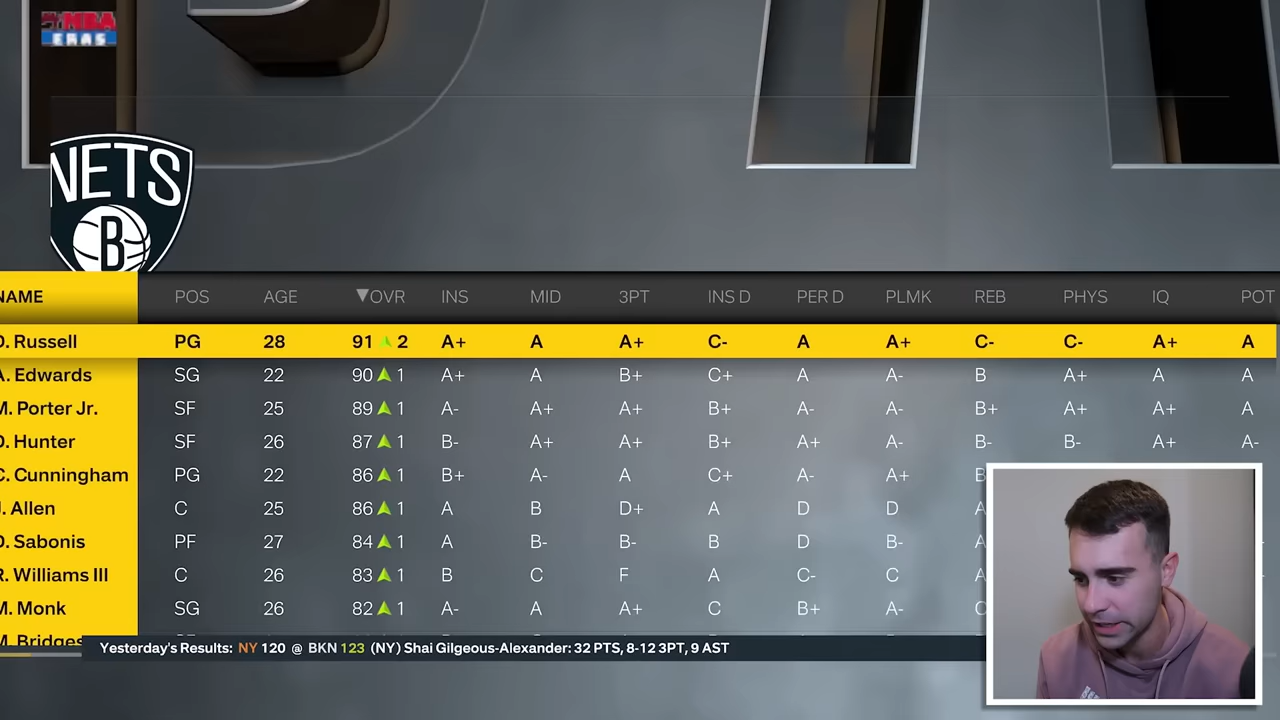 NBA
ERAS
NETS
B
NAME POS AGE ▼OVR INS MID 3PT INS D PER D PLMK REB PHYS IQ POT
D. Russell PG 28 91 ▲ 2 A+ A A+ C- A A+ C- C- A+ A
A. Edwards SG 22 90 ▲ 1 A+ A B+ C+ A A- B A+ A A
M. Porter Jr. SF 25 89 ▲ 1 A- A+ A+ B+ A- A- B+ A+ A+ A
D. Hunter SF 26 87 ▲ 1 B- A+ A+ B+ A+ A- B- B- A+ A-
C. Cunningham PG 22 86 ▲ 1 B+ A- A C+ A- A+
J. Allen C 25 86 ▲ 1 A B D+ A D D
D. Sabonis PF 27 84 ▲ 1 A B- B- B D B-
R. Williams III C 26 83 ▲ 1 B C F A C- C
M. Monk SG 26 82 ▲ 1 A- A A+ C B+ A-
M. Bridges
Yesterday's Results: NY 120 @ BKN 123 (NY) Shai Gilgeous-Alexander: 32 PTS, 8-12 3PT, 9 AST